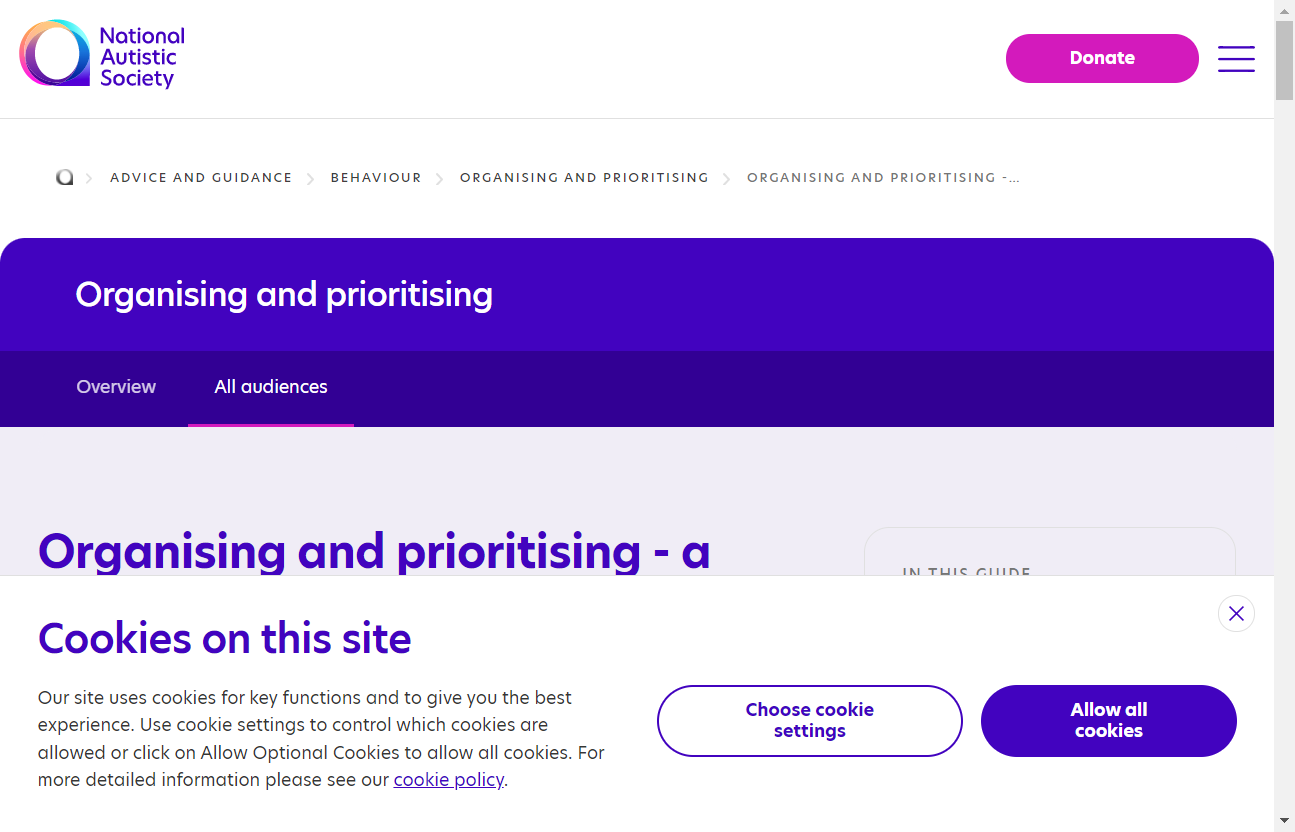 National
Autistic
Society
Donate
ADVICE AND GUIDANCE
BEHAVIOUR
ORGANISING AND PRIORITISING
ORGANISING AND PRIORITISING -...
Organising and prioritising
Overview
All audiences
Organising and prioritising - a
IN THIS GUIDE
Cookies on this site
Our site uses cookies for key functions and to give you the best
experience. Use cookie settings to control which cookies are
allowed or click on Allow Optional Cookies to allow all cookies. For
more detailed information please see our cookie policy.
Choose cookie
settings
Allow all
cookies